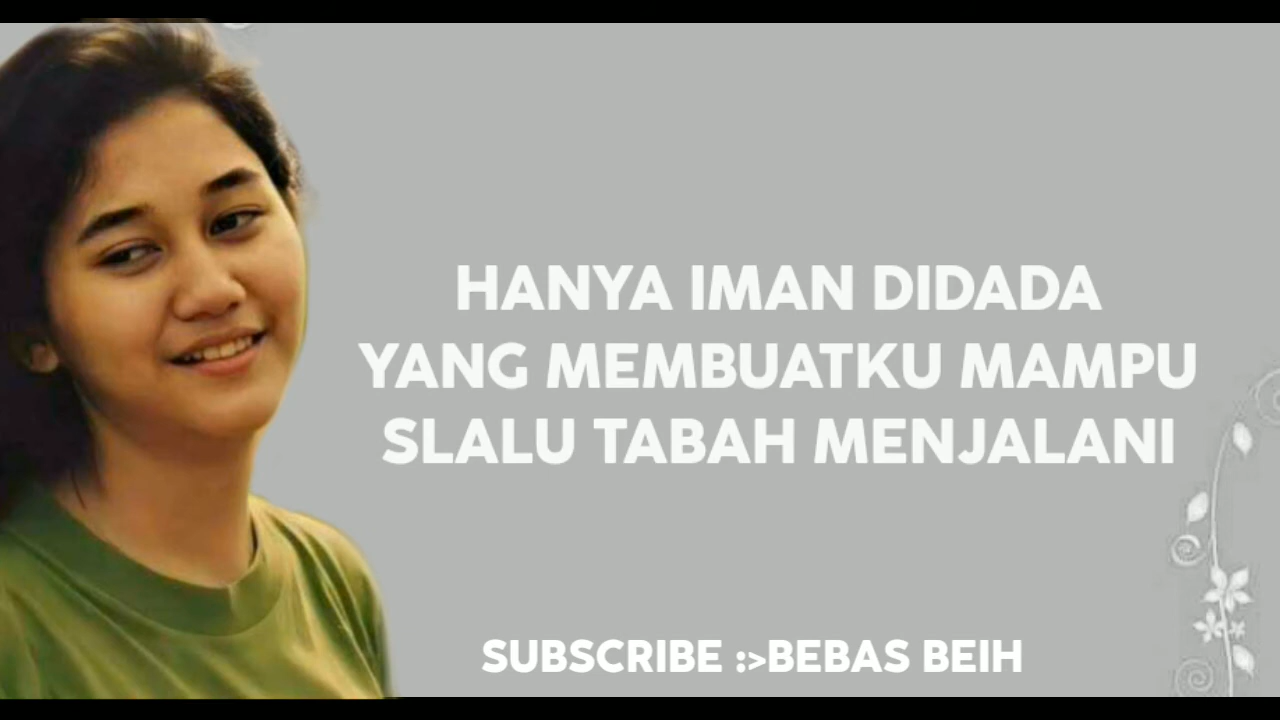 HANYA IMAN DIDADA
YANG MEMBUATKU MAMPU
SLALU TABAH MENJALANI
SUBSCRIBE :>BEBAS BEIH